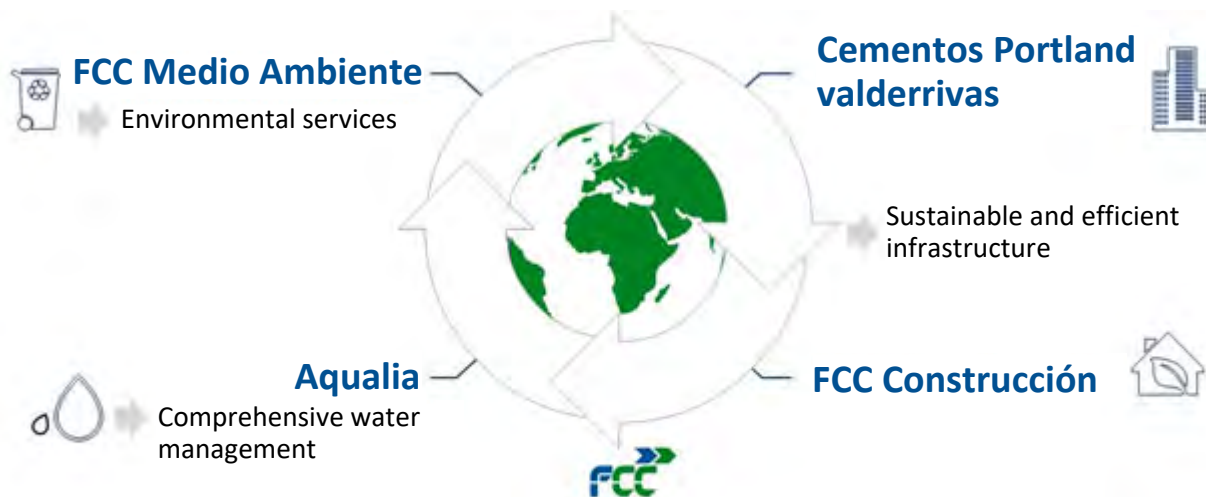 FCC Medio Ambiente
Environmental services
Cementos Portland
valderrivas
Sustainable and efficient
infrastructure
Aqualia
Comprehensive water
management
FCC Construcción
FCC